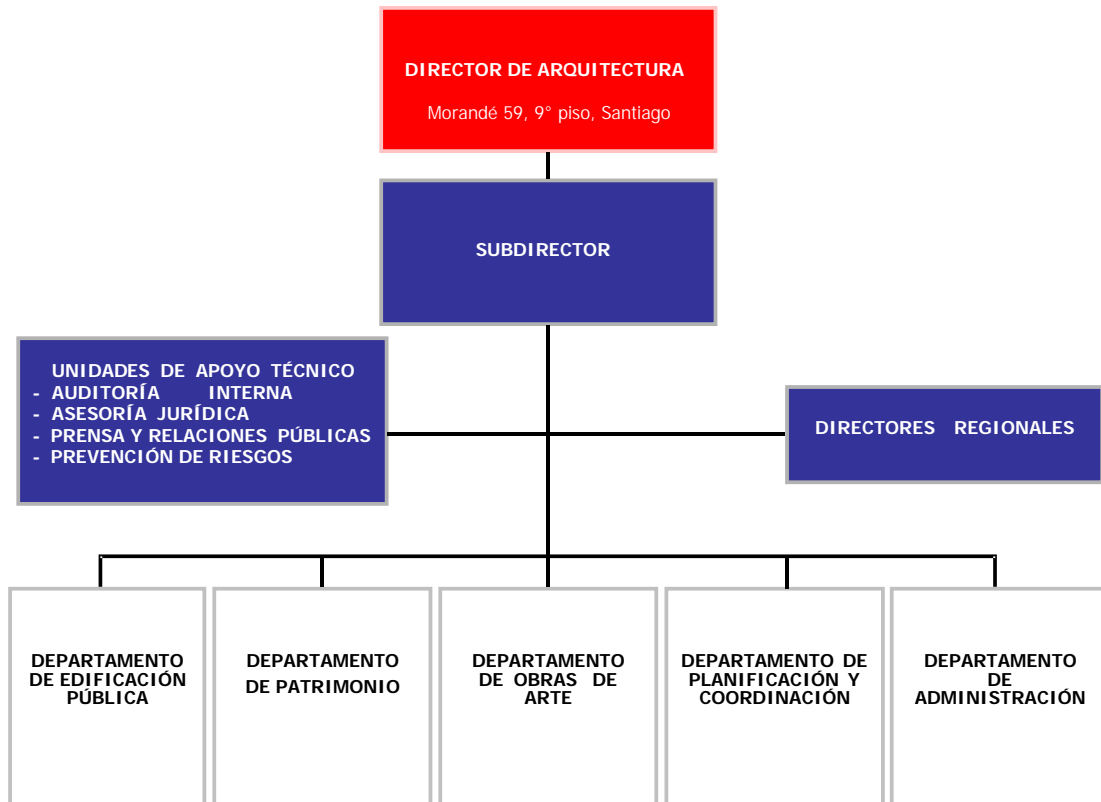 DIRECTOR DE ARQUITECTURA
Morandé 59, 9° piso, Santiago
SUBDIRECTOR
UNIDADES DE APOYO TÉCNICO
- AUDITORÍA INTERNA
- ASESORÍA JURÍDICA
- PRENSA Y RELACIONES PÚBLICAS
- PREVENCIÓN DE RIESGOS
DIRECTORES REGIONALES
DEPARTAMENTO
DE EDIFICACIÓN
PÚBLICA
DEPARTAMENTO
DE PATRIMONIO
DEPARTAMENTO
DE OBRAS DE
ARTE
DEPARTAMENTO DE
PLANIFICACIÓN Y
COORDINACIÓN
DEPARTAMENTO
DE
ADMINISTRACIÓN